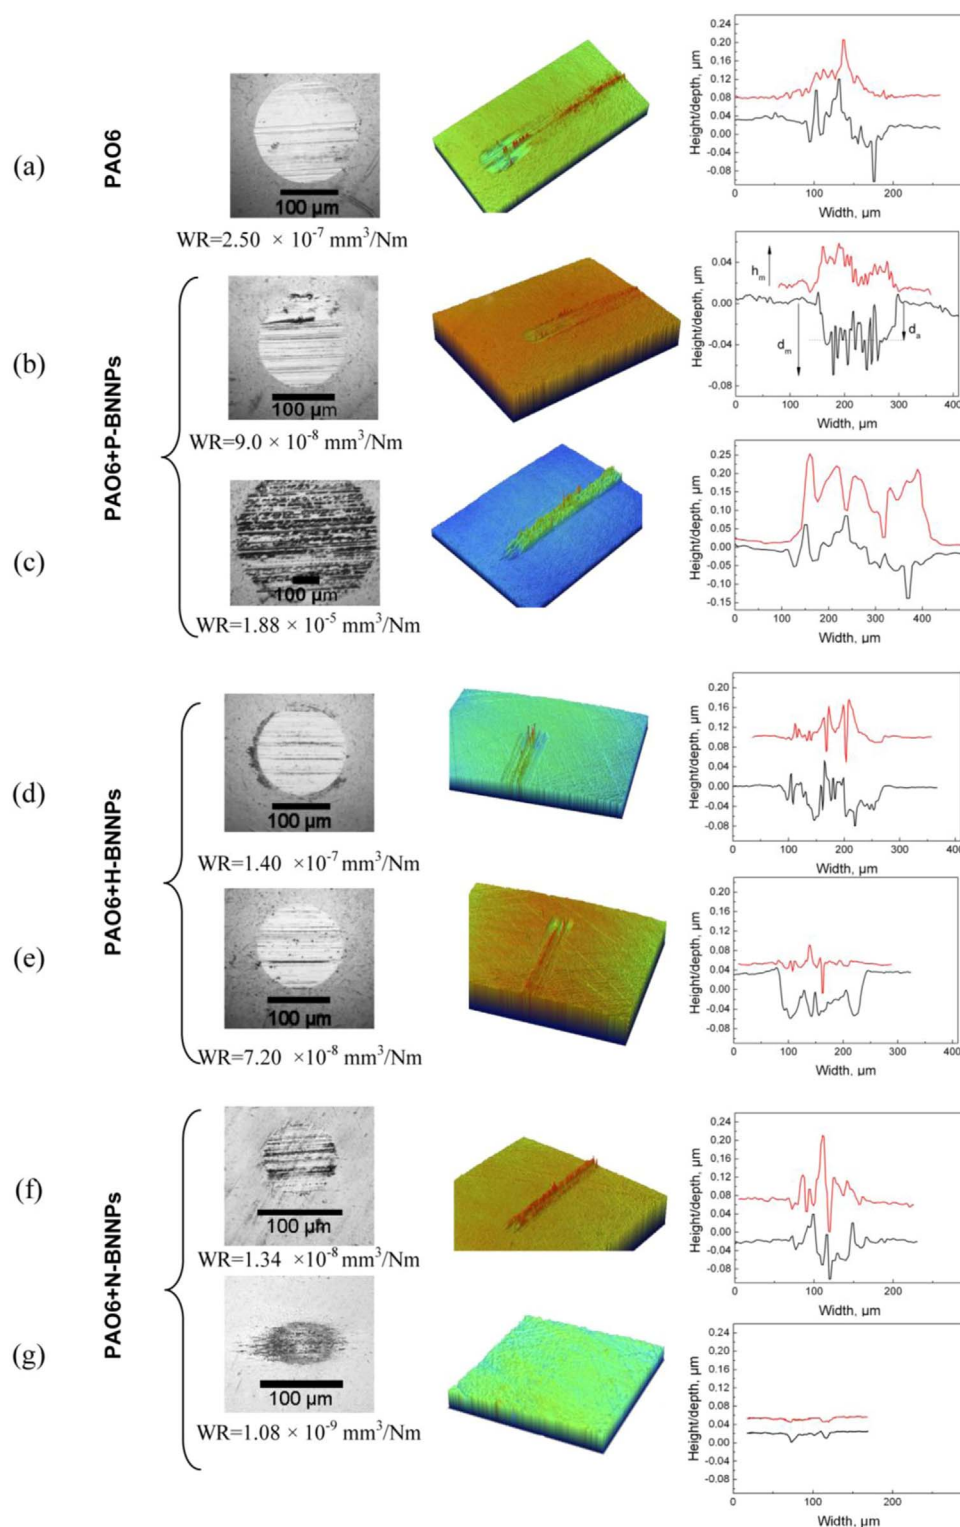 (a)
PAO6
100 µm
WR=2.50 × 10-7 mm3/Nm
Height/depth, µm
0.24
0.20
0.16
0.12
0.08
0.04
0.00
-0.04
-0.08
0 100 200
Width, µm
PAO6+P-BNNPs
(b)
100 µm
WR=9.0 × 10-8 mm3/Nm
Height/depth, µm
0.04
0.00
-0.04
-0.08
hm
dm
da
0 100 200 300 400
Width, µm
(c)
100 µm
WR=1.88 × 10-5 mm3/Nm
Height/depth, µm
0.25
0.20
0.15
0.10
0.05
0.00
-0.05
-0.10
-0.15
0 100 200 300 400
Width, µm
PAO6+H-BNNPs
(d)
100 µm
WR=1.40 × 10-7 mm3/Nm
Height/depth, µm
0.20
0.16
0.12
0.08
0.04
0.00
-0.04
-0.08
0 100 200 300 400
Width, µm
(e)
100 µm
WR=7.20 × 10-8 mm3/Nm
Height/depth, µm
0.20
0.16
0.12
0.08
0.04
0.00
-0.04
-0.08
0 100 200 300 400
Width, µm
PAO6+N-BNNPs
(f)
100 µm
WR=1.34 ×10-8 mm3/Nm
Height/depth, µm
0.24
0.20
0.16
0.12
0.08
0.04
0.00
-0.04
-0.08
0 100 200
Width, µm
(g)
100 µm
WR=1.08 × 10-9 mm3/Nm
Height/depth, µm
0.24
0.20
0.16
0.12
0.08
0.04
0.00
-0.04
-0.08
0 100 200
Width, µm